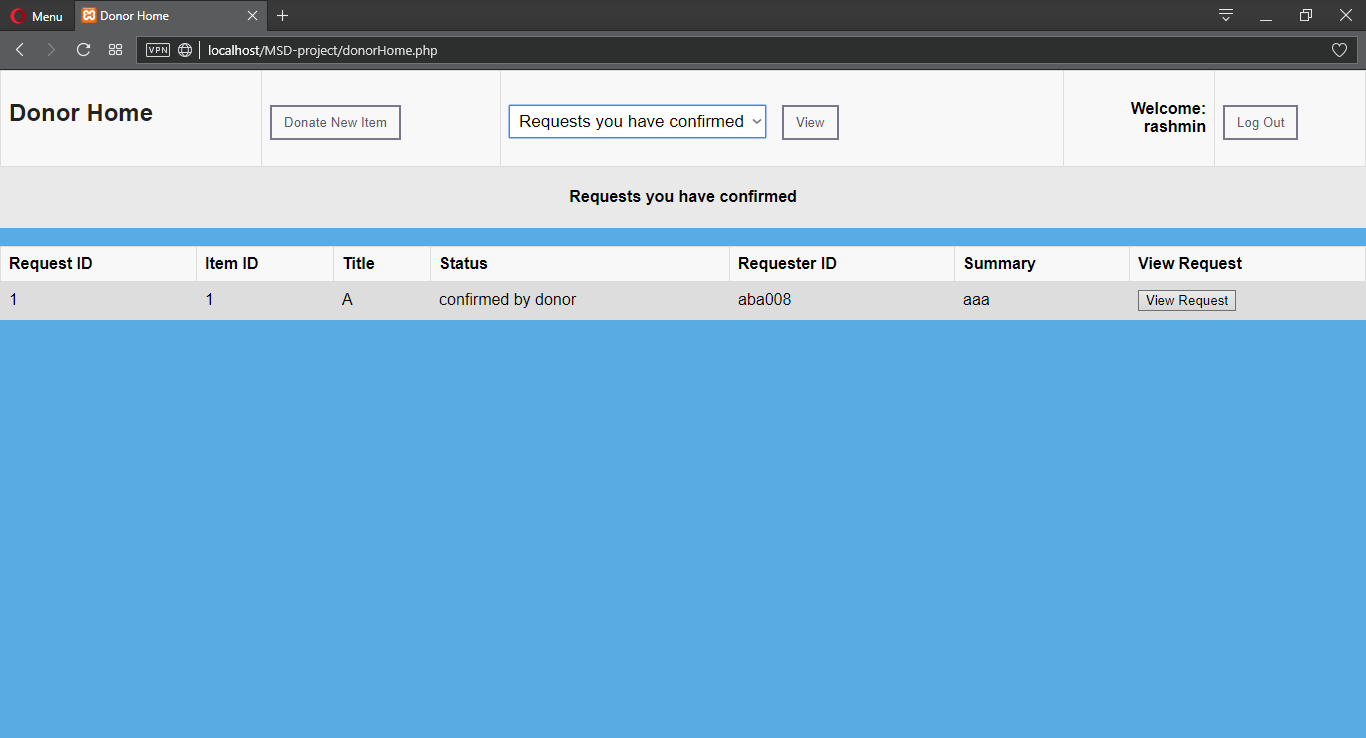 Menu
Donor Home
VPN
localhost/MSD-project/donorHome.php
Donor Home
Donate New Item
Requests you have confirmed
View
Welcome:
rashmin
Log Out
Requests you have confirmed
Request ID Item ID Title Status Requester ID Summary View Request
1 1 A confirmed by donor aba008 aaa View Request